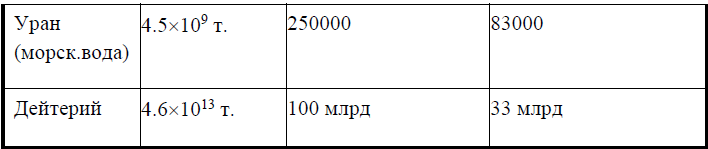 Уран 4.5×10⁹ т. 250000 83000
(морск.вода)
Дейтерий 4.6×10¹³ т. 100 млрд 33 млрд